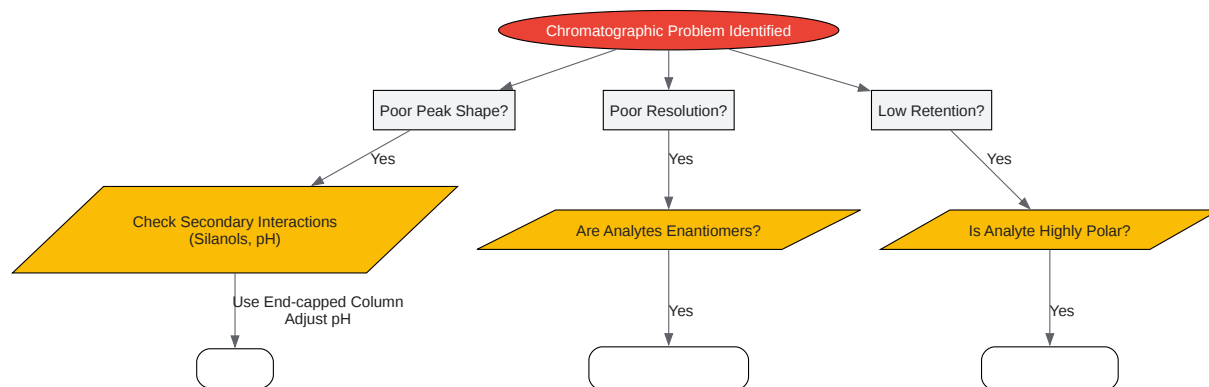 Chromatographic Problem Identified
Poor Peak Shape?
Poor Resolution?
Low Retention?
Yes
Yes
Yes
Check Secondary Interactions
(Silanols, pH)
Are Analytes Enantiomers?
Is Analyte Highly Polar?
Use End-capped Column
Adjust pH
Yes
Yes